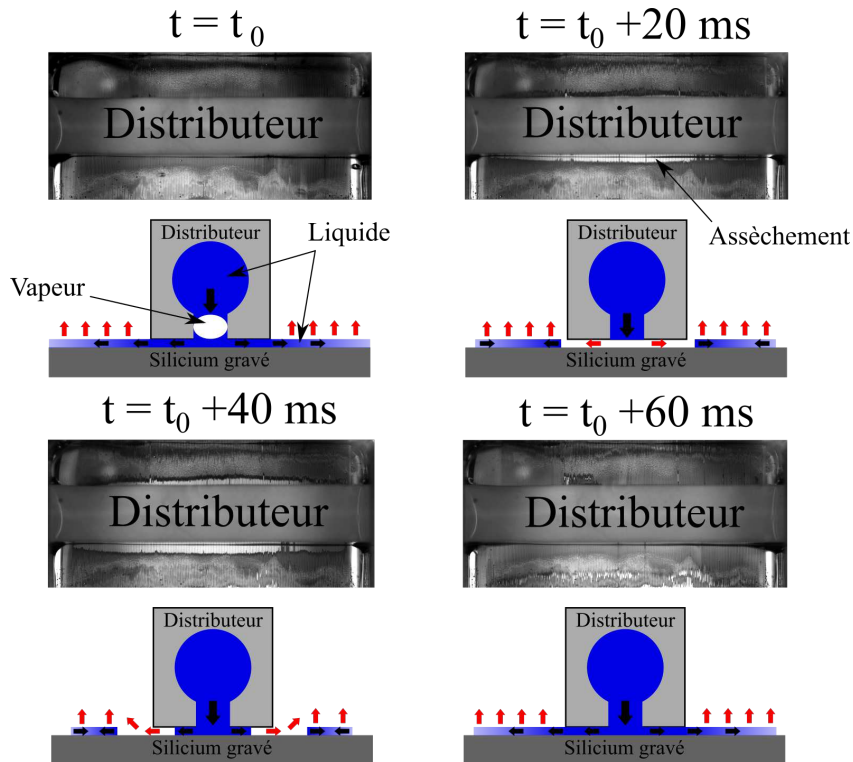 t = t0
Distributeur
Distributeur
Liquide
Vapeur
Silicium gravé
t = t0 +20 ms
Distributeur
Distributeur
Assèchement
Silicium gravé
t = t0 +40 ms
Distributeur
Distributeur
Silicium gravé
t = t0 +60 ms
Distributeur
Distributeur
Silicium gravé